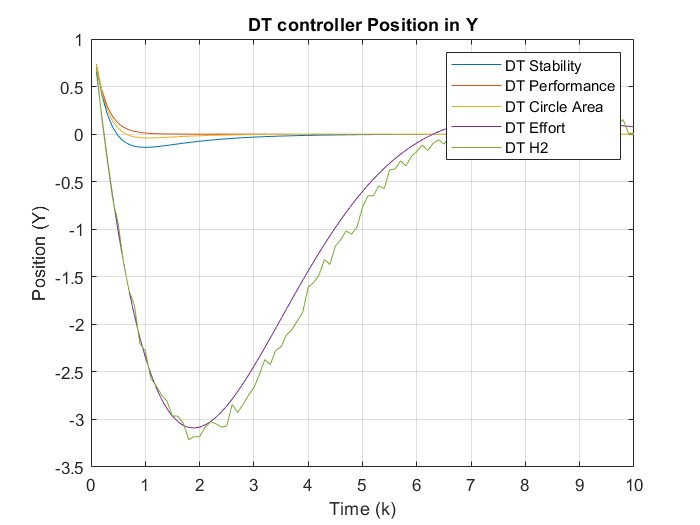 DT controller Position in Y
1
0.5
0
-0.5
-1
-1.5
-2
-2.5
-3
-3.5
Position (Y)
DT Stability
DT Performance
DT Circle Area
DT Effort
DT H2
0 1 2 3 4 5 6 7 8 9 10
Time (k)